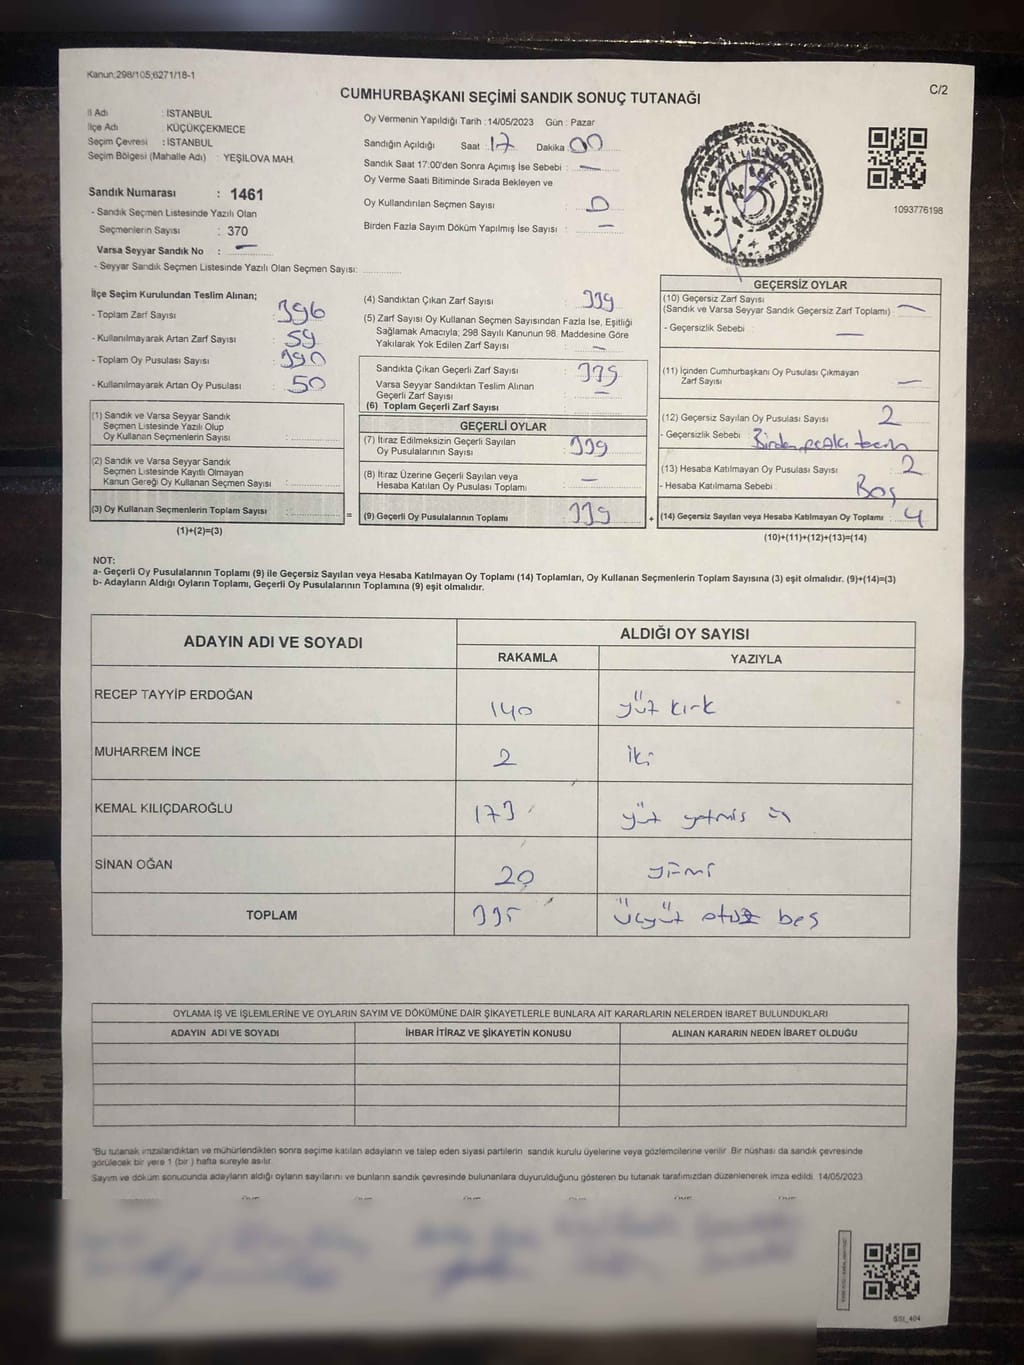 Kanun;298/105;6271/18-1
C/2
CUMHURBAŞKANI SEÇİMİ SANDIK SONUÇ TUTANAĞI
İl Adı : İSTANBUL
İlçe Adı : KÜÇÜKÇEKMECE
Seçim Çevresi : İSTANBUL
Seçim Bölgesi (Mahalle Adı) : YEŞİLOVA MAH.
Sandık Numarası : 1461
- Sandık Seçmen Listesinde Yazılı Olan
Seçmenlerin Sayısı : 370
Varsa Seyyar Sandık No : —
- Seyyar Sandık Seçmen Listesinde Yazılı Olan Seçmen Sayısı:
Oy Vermenin Yapıldığı Tarih :14/05/2023 Gün : Pazar
Sandığın Açıldığı Saat : 17 Dakika : 00
Sandık Saat 17:00'den Sonra Açımış İse Sebebi : —
Oy Verme Saati Bitiminde Sırada Bekleyen ve
Oy Kullandırılan Seçmen Sayısı : 0
Birden Fazla Sayım Döküm Yapılmış İse Sayısı : —
1093776198
İlçe Seçim Kurulundan Teslim Alınan;
- Toplam Zarf Sayısı : 396
- Kullanılmayarak Artan Zarf Sayısı : 59
- Toplam Oy Pusulası Sayısı : 390
- Kullanılmayarak Artan Oy Pusulası : 50
(1) Sandık ve Varsa Seyyar Sandık
Seçmen Listesinde Yazılı Olup
Oy Kullanan Seçmenlerin Sayısı :
(2) Sandık ve Varsa Seyyar Sandık
Seçmen Listesinde Kayıtlı Olmayan
Kanun Gereği Oy Kullanan Seçmen Sayısı :
(3) Oy Kullanan Seçmenlerin Toplam Sayısı :
(1)+(2)=(3)
=
(4) Sandıktan Çıkan Zarf Sayısı : 339
(5) Zarf Sayısı Oy Kullanan Seçmen Sayısından Fazla İse, Eşitliği
Sağlamak Amacıyla; 298 Sayılı Kanunun 98. Maddesine Göre
Yakılarak Yok Edilen Zarf Sayısı : —
Sandıkta Çıkan Geçerli Zarf Sayısı : 339
Varsa Seyyar Sandıktan Teslim Alınan
Geçerli Zarf Sayısı : —
(6) Toplam Geçerli Zarf Sayısı :
GEÇERLİ OYLAR
(7) İtiraz Edilmeksizin Geçerli Sayılan
Oy Pusulalarının Sayısı : 339
(8) İtiraz Üzerine Geçerli Sayılan veya
Hesaba Katılan Oy Pusulası Toplamı : —
(9) Geçerli Oy Pusulalarının Toplamı : 339
+
GEÇERSİZ OYLAR
(10) Geçersiz Zarf Sayısı
(Sandık ve Varsa Seyyar Sandık Geçersiz Zarf Toplamı) : —
- Geçersizlik Sebebi : —
(11) İçinden Cumhurbaşkanı Oy Pusulası Çıkmayan
Zarf Sayısı : —
(12) Geçersiz Sayılan Oy Pusulası Sayısı : 2
- Geçersizlik Sebebi : Birden
(13) Hesaba Katılmayan Oy Pusulası Sayısı : 2
- Hesaba Katılmama Sebebi : Boş
(14) Geçersiz Sayılan veya Hesaba Katılmayan Oy Toplamı : 4
(10)+(11)+(12)+(13)=(14)
NOT:
a- Geçerli Oy Pusulalarının Toplamı (9) ile Geçersiz Sayılan veya Hesaba Katılmayan Oy Toplamı (14) Toplamları, Oy Kullanan Seçmenlerin Toplam Sayısına (3) eşit olmalıdır. (9)+(14)=(3)
b- Adayların Aldığı Oyların Toplamı, Geçerli Oy Pusulalarının Toplamına (9) eşit olmalıdır.
ADAYIN ADI VE SOYADI
ALDIĞI OY SAYISI
RAKAMLA YAZIYLA
RECEP TAYYİP ERDOĞAN 140 yüz kırk
MUHARREM İNCE 2 iki
KEMAL KILIÇDAROĞLU 173 yüz yetmis üç
SİNAN OĞAN 20 yirmi
TOPLAM 335 üçyüz otuz beş
OYLAMA İŞ VE İŞLEMLERİNE VE OYLARIN SAYIM VE DÖKÜMÜNE DAİR ŞİKAYETLERLE BUNLARA AİT KARARLARIN NELERDEN İBARET BULUNDUKLARI
ADAYIN ADI VE SOYADI İHBAR İTİRAZ VE ŞİKAYETİN KONUSU ALINAN KARARIN NEDEN İBARET OLDUĞU
*Bu tutanak imzalandıktan ve mühürlendikten sonra seçime katılan adayların ve talep eden siyasi partilerin sandık kurulu üyelerine veya gözlemcilerine verilir. Bir nüshası da sandık çevresinde
görülecek bir yere 1 (bir ) hafta süreyle asılır.
Sayım ve döküm sonucunda adayların aldığı oyların sayılarını ve bunların sandık çevresinde bulunanlara duyurulduğunu gösteren bu tutanak tarafımızdan düzenlenerek imza edildi. 14/05/2023
SSI_404